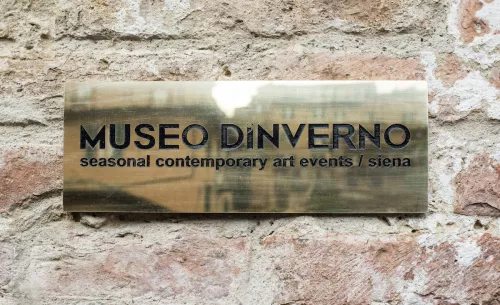 MUSEO DiNVERNO
seasonal contemporary art events / siena